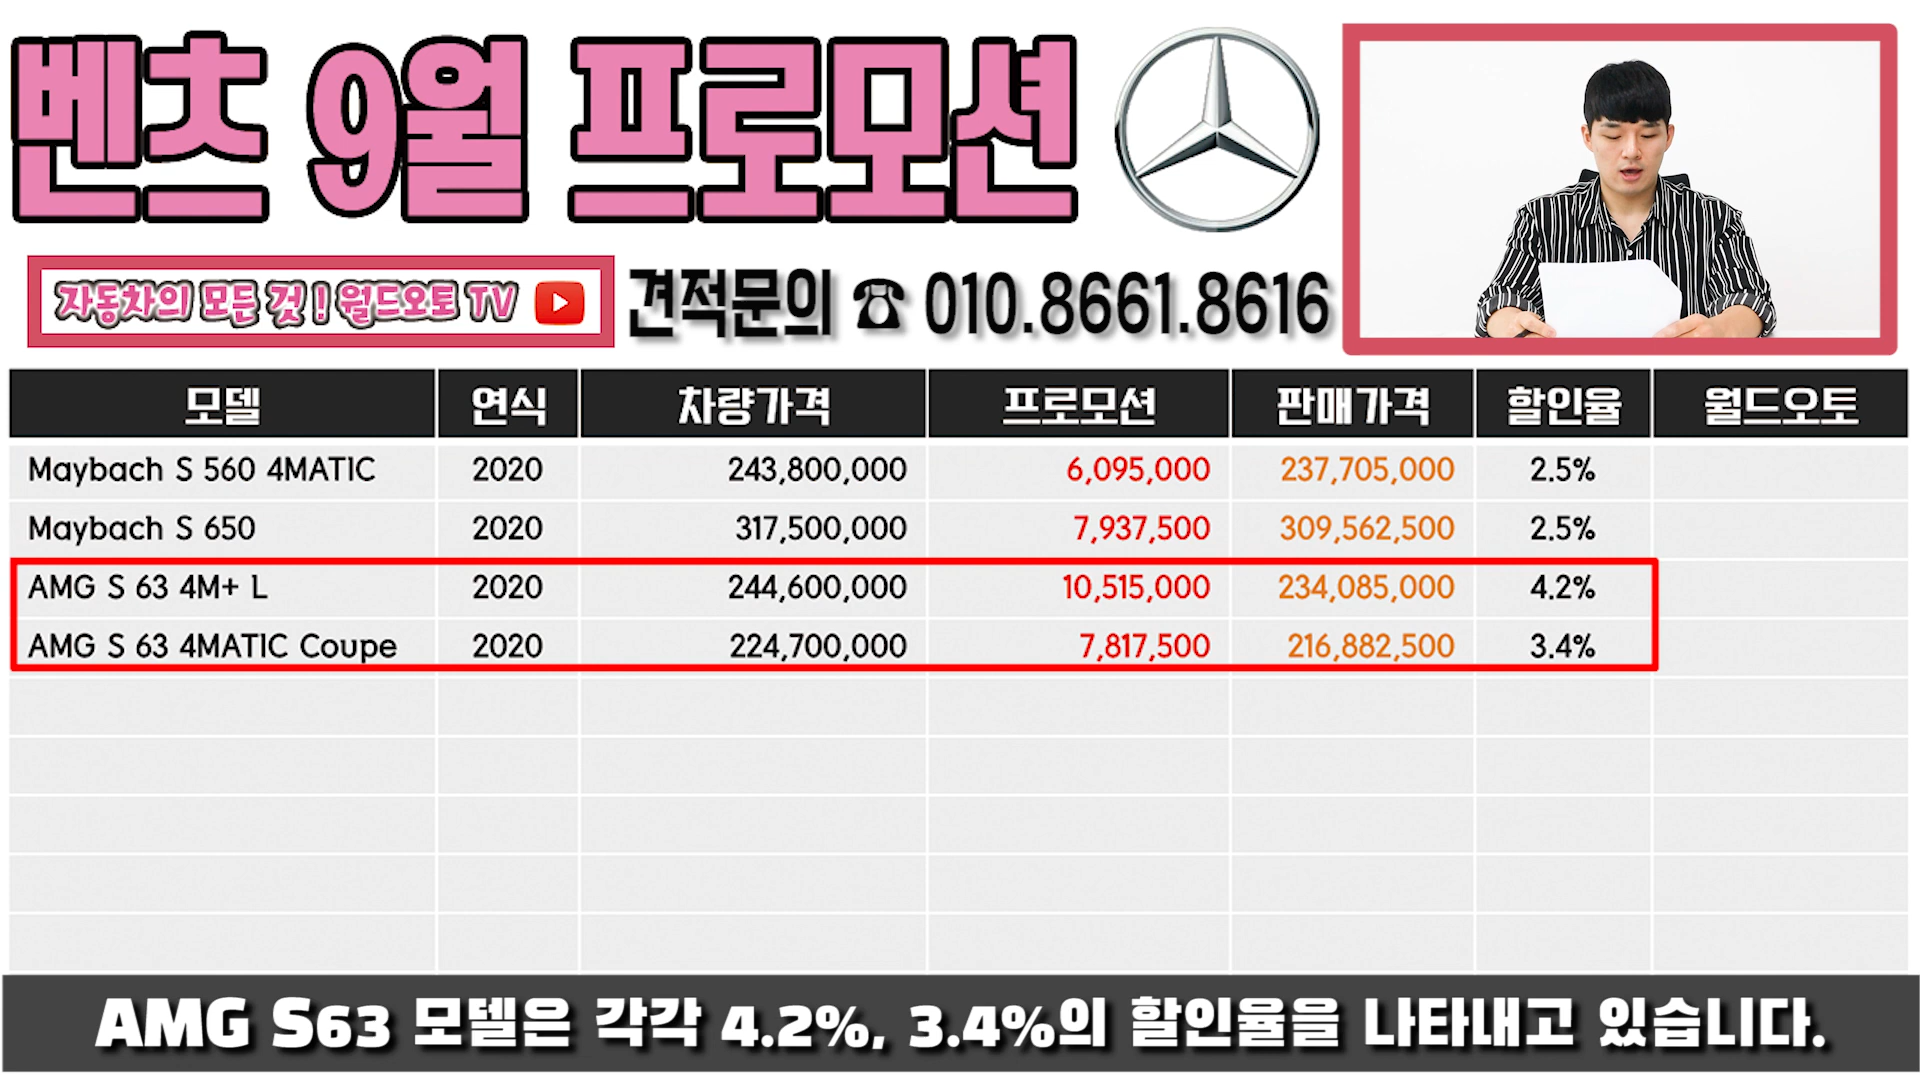 벤츠 9월 프로모션
자동차의 모든 것 ! 월드오토 TV
견적문의 ☎ 010.8661.8616
모델 연식 차량가격 프로모션 판매가격 할인율 월드오토
Maybach S 560 4MATIC 2020 243,800,000 6,095,000 237,705,000 2.5%
Maybach S 650 2020 317,500,000 7,937,500 309,562,500 2.5%
AMG S 63 4M+ L 2020 244,600,000 10,515,000 234,085,000 4.2%
AMG S 63 4MATIC Coupe 2020 224,700,000 7,817,500 216,882,500 3.4%
AMG S63 모델은 각각 4.2%, 3.4%의 할인율을 나타내고 있습니다.